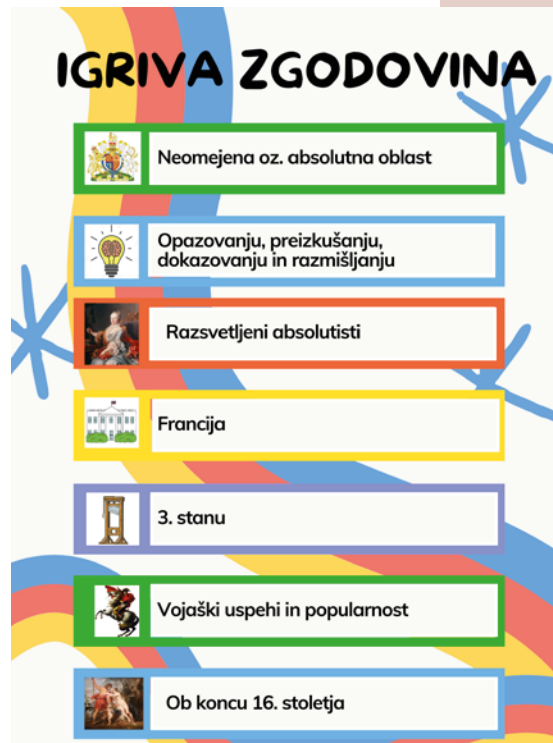 IGRIVA ZGODOVINA
Neomejena oz. absolutna oblast
Opazovanju, preizkušanju,
dokazovanju in razmišljanju
Razsvetljeni absolutisti
Francija
3. stanu
Vojaški uspehi in popularnost
Ob koncu 16. stoletja